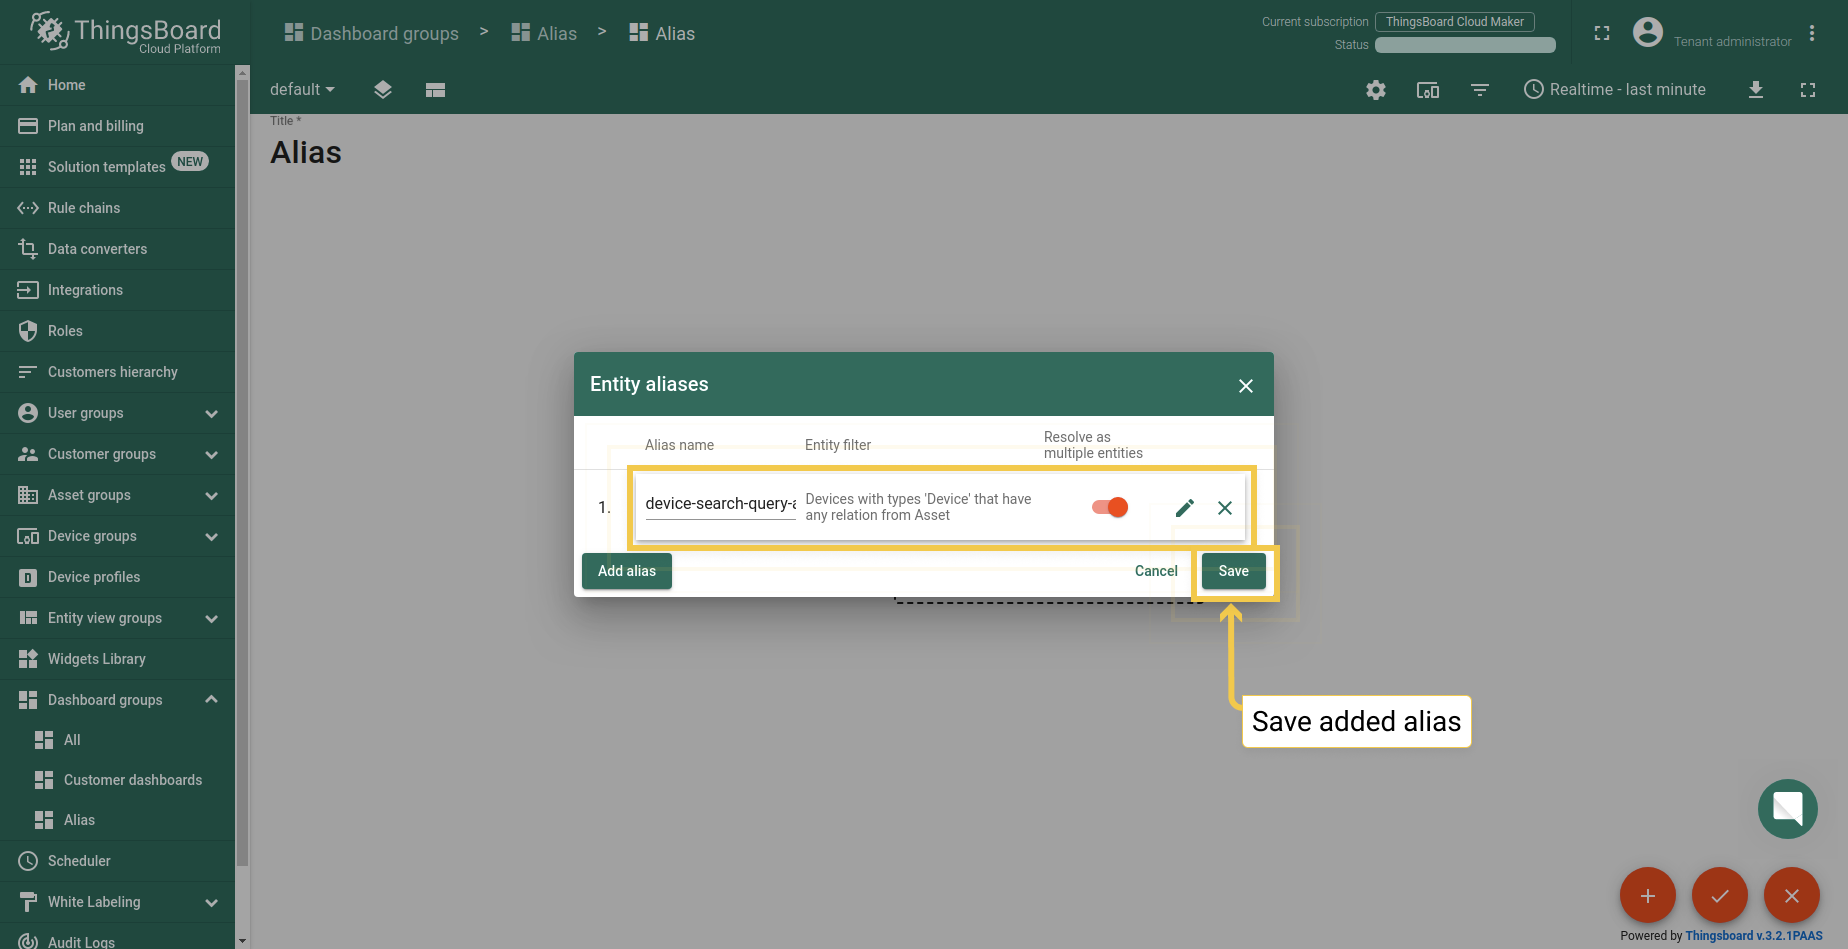 ThingsBoard
Cloud Platform
Dashboard groups > Alias > Alias
Current subscription ThingsBoard Cloud Maker
Status
Tenant administrator
default
Realtime - last minute
Home
Plan and billing
Solution templates NEW
Rule chains
Data converters
Integrations
Roles
Customers hierarchy
User groups
Customer groups
Asset groups
Device groups
Device profiles
Entity view groups
Widgets Library
Dashboard groups
All
Customer dashboards
Alias
Scheduler
White Labeling
Audit Logs
Title *
Alias
Entity aliases
Alias name
Entity filter
Resolve as
multiple entities
1.
device-search-query-a
Devices with types 'Device' that have
any relation from Asset
Add alias
Cancel
Save
Save added alias
Powered by Thingsboard v.3.2.1PAAS